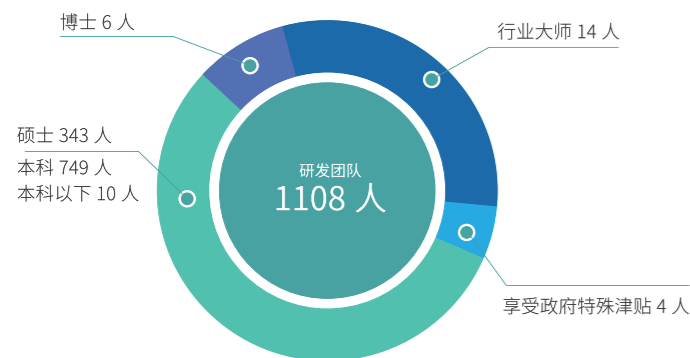 博士 6 人
行业大师 14 人
硕士 343 人
本科 749 人
本科以下 10 人
研发团队
1108 人
享受政府特殊津贴 4 人